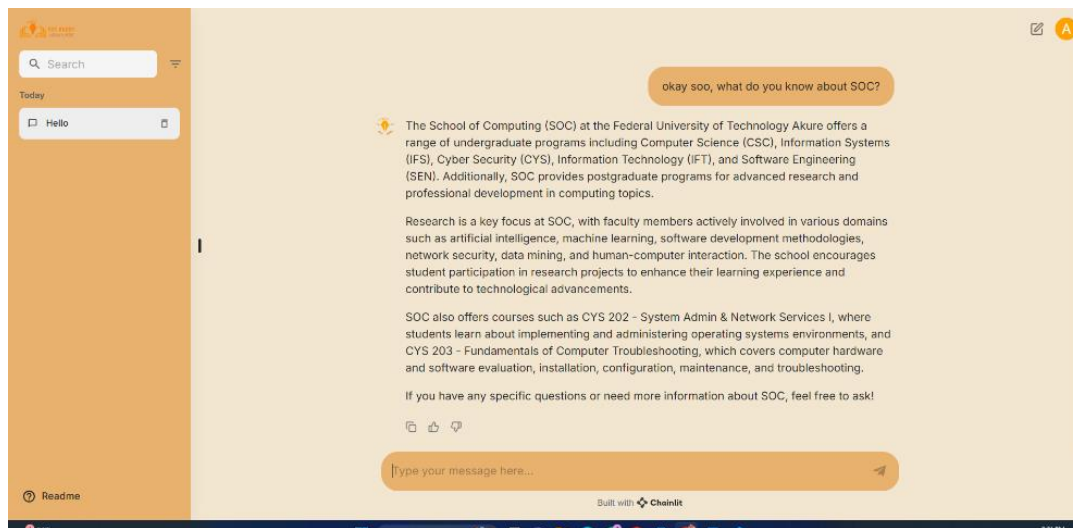 Search
Today
Hello
Readme
A
okay soo, what do you know about SOC?
The School of Computing (SOC) at the Federal University of Technology Akure offers a
range of undergraduate programs including Computer Science (CSC), Information Systems
(IFS), Cyber Security (CYS), Information Technology (IFT), and Software Engineering
(SEN). Additionally, SOC provides postgraduate programs for advanced research and
professional development in computing topics.
Research is a key focus at SOC, with faculty members actively involved in various domains
such as artificial intelligence, machine learning, software development methodologies,
network security, data mining, and human-computer interaction. The school encourages
student participation in research projects to enhance their learning experience and
contribute to technological advancements.
SOC also offers courses such as CYS 202 - System Admin & Network Services I, where
students learn about implementing and administering operating systems environments, and
CYS 203 - Fundamentals of Computer Troubleshooting, which covers computer hardware
and software evaluation, installation, configuration, maintenance, and troubleshooting.
If you have any specific questions or need more information about SOC, feel free to ask!
Type your message here...
Built with Chainlit